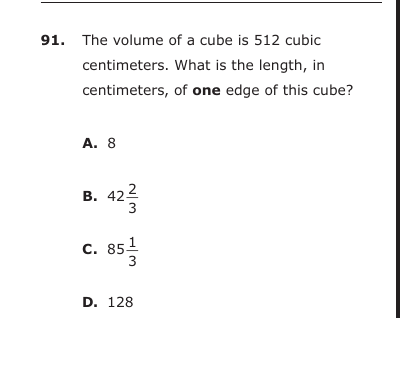 91. The volume of a cube is 512 cubic
centimeters. What is the length, in
centimeters, of one edge of this cube?
A. 8
B. 42 2/3
C. 85 1/3
D. 128